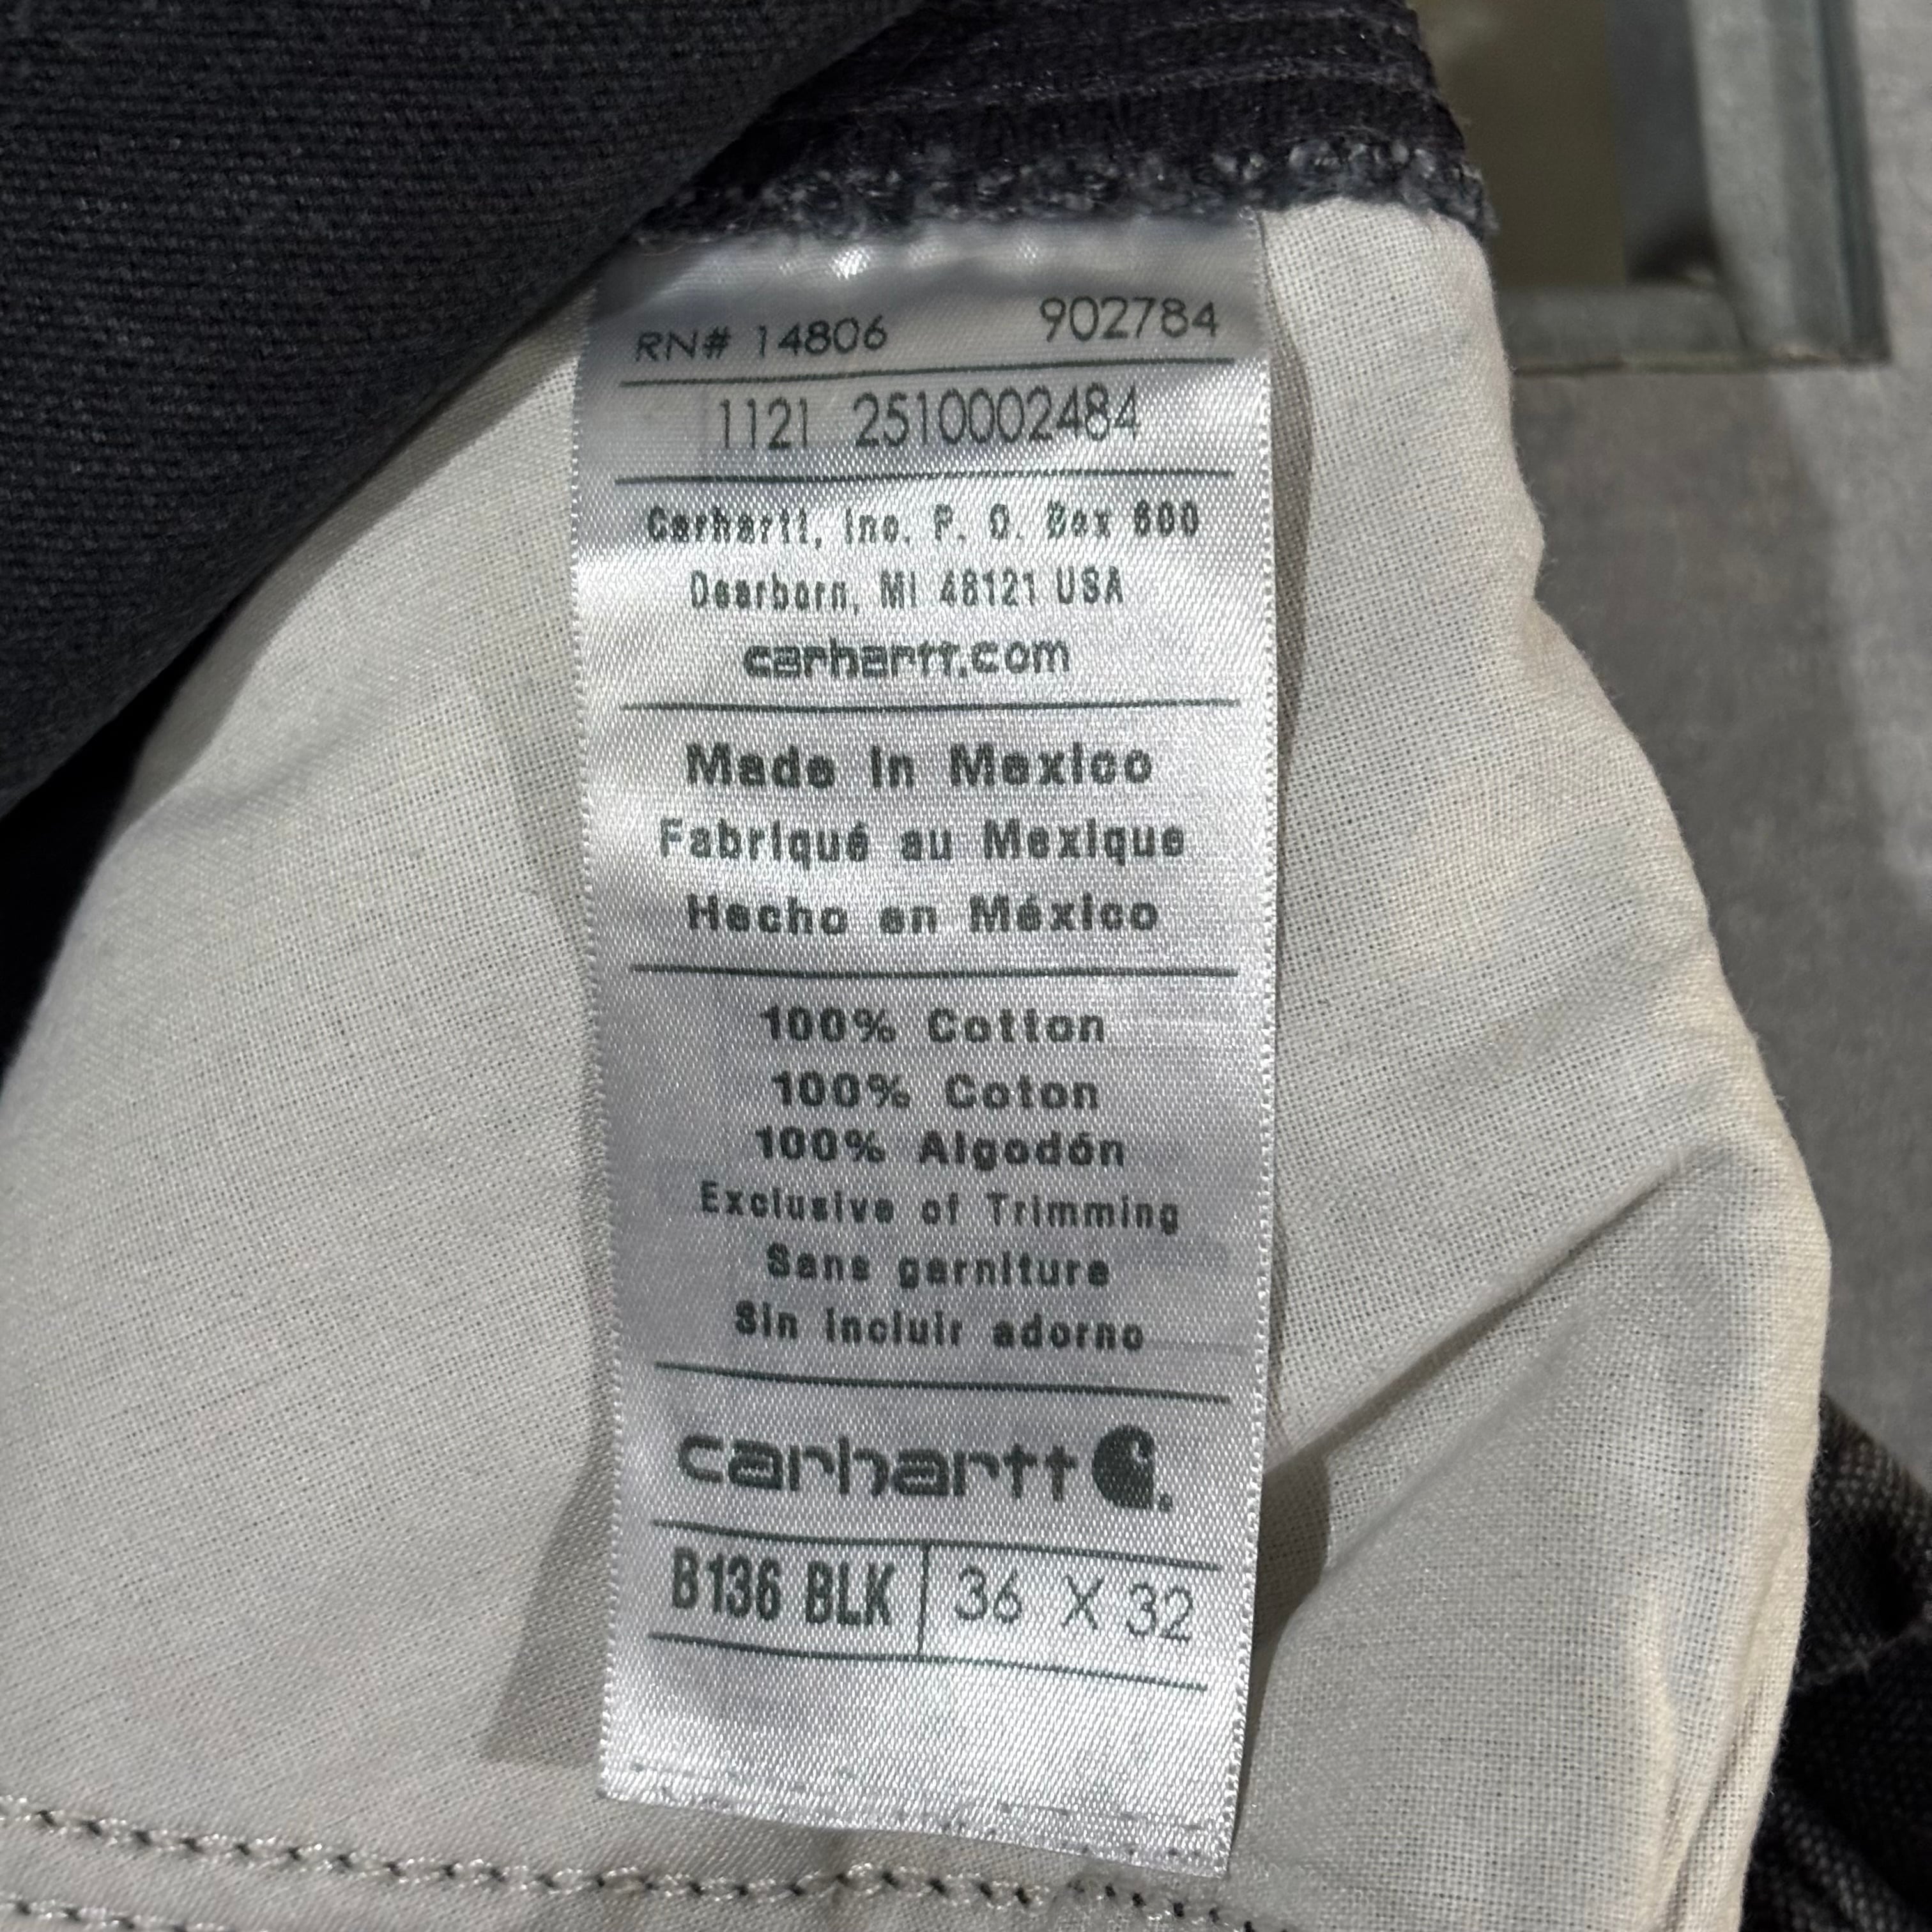 RN# 14806 902784
1121 2510002484
Carhartt, Inc. P. O. Box 600
Dearborn, MI 48121 USA
carhartt.com
Made In Mexico
Fabriqué au Mexique
Hecho en México
100% Cotton
100% Coton
100% Algodón
Exclusive of Trimming
Sans garniture
Sin incluir adorno
carhartt
B136 BLK 36 X 32